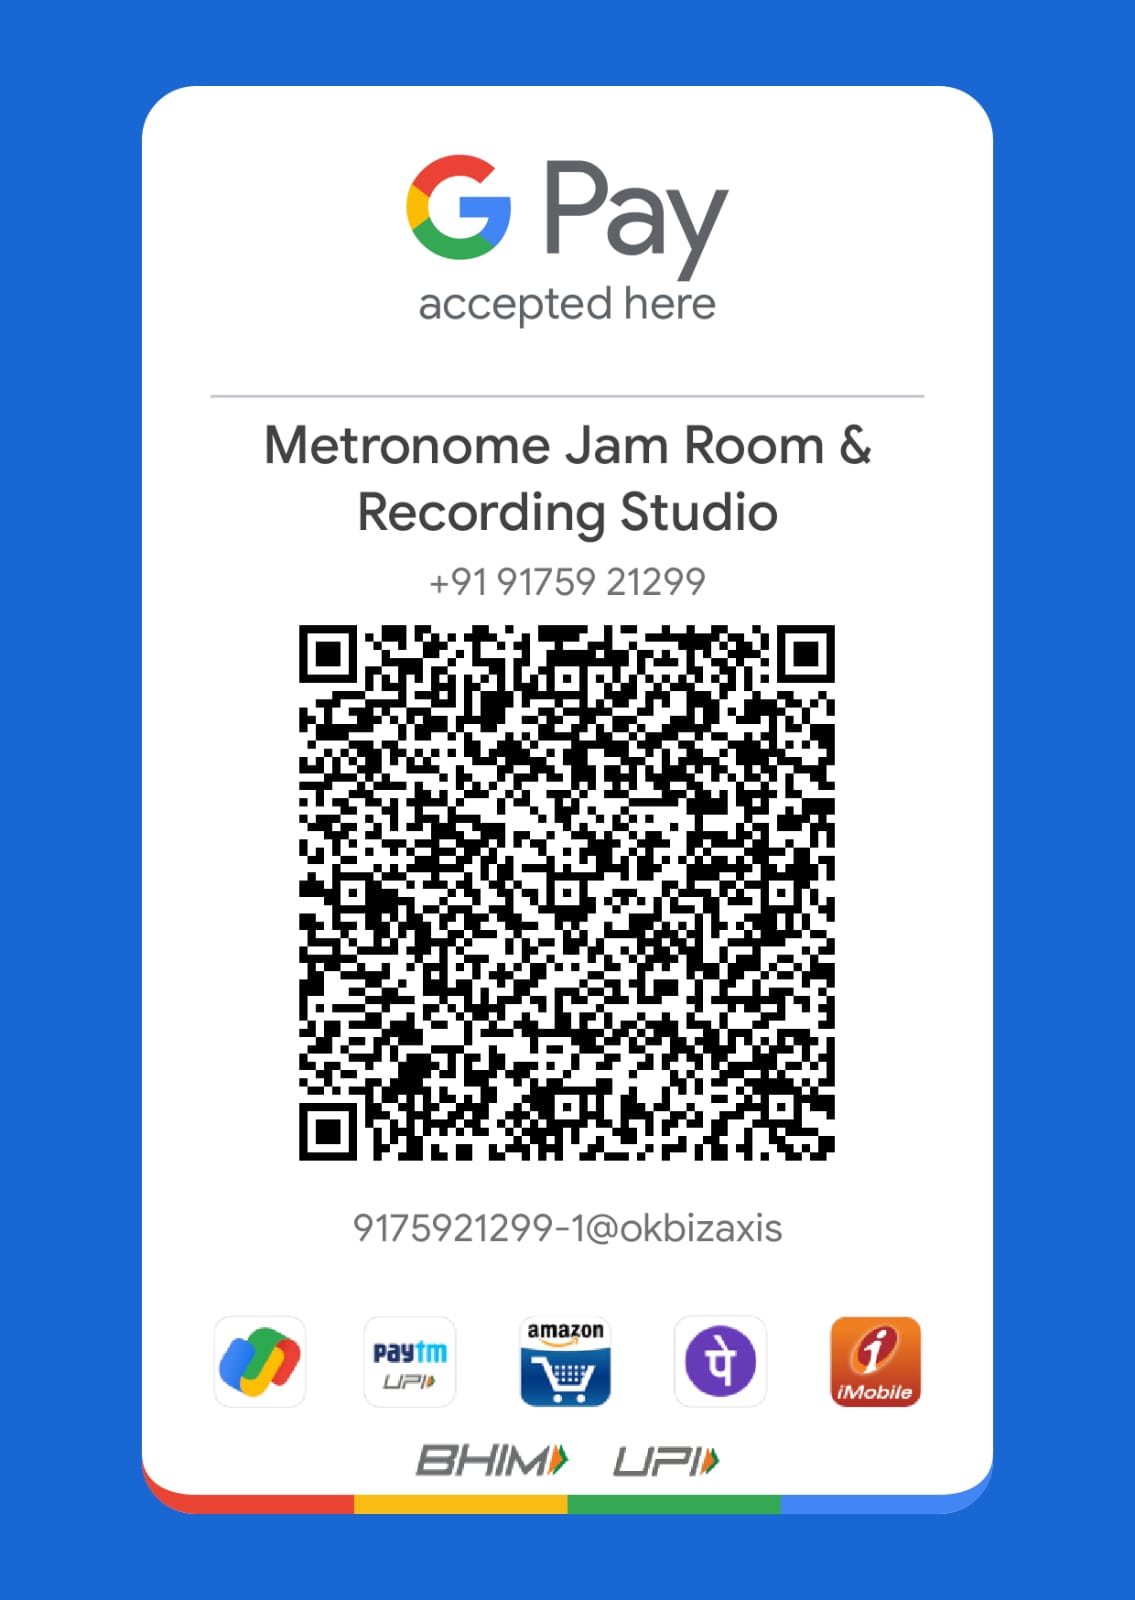 G Pay
accepted here
Metronome Jam Room &
Recording Studio
+91 91759 21299
9175921299-1@okbizaxis
paytm
UPI
amazon
पे
i
iMobile
BHIM UPI